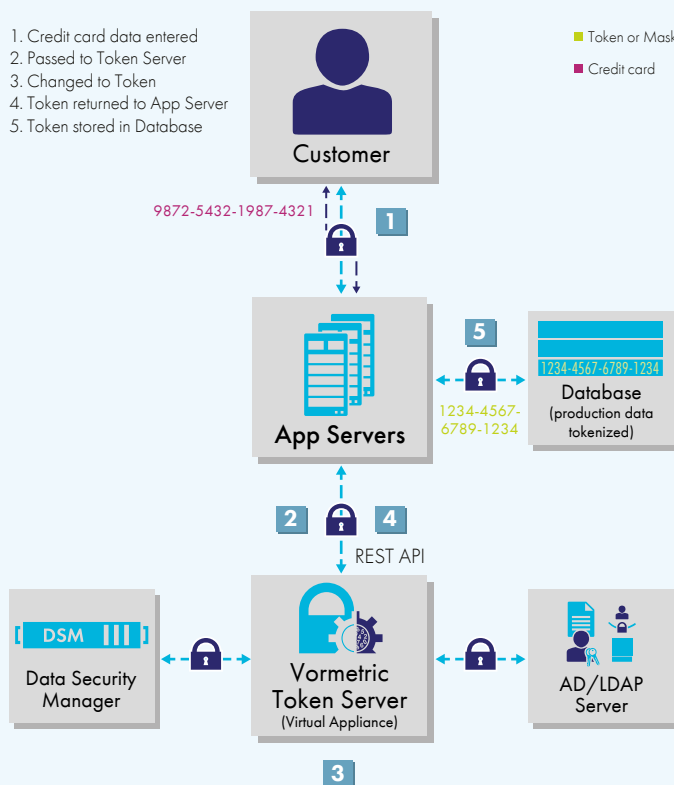 1. Credit card data entered
2. Passed to Token Server
3. Changed to Token
4. Token returned to App Server
5. Token stored in Database
Token or Mask
Credit card
Customer
9872-5432-1987-4321
1
App Servers
5
1234-4567-
6789-1234
1234-4567-6789-1234
Database
(production data
tokenized)
2
4
REST API
DSM
Data Security
Manager
Vormetric
Token Server
(Virtual Appliance)
AD/LDAP
Server
3